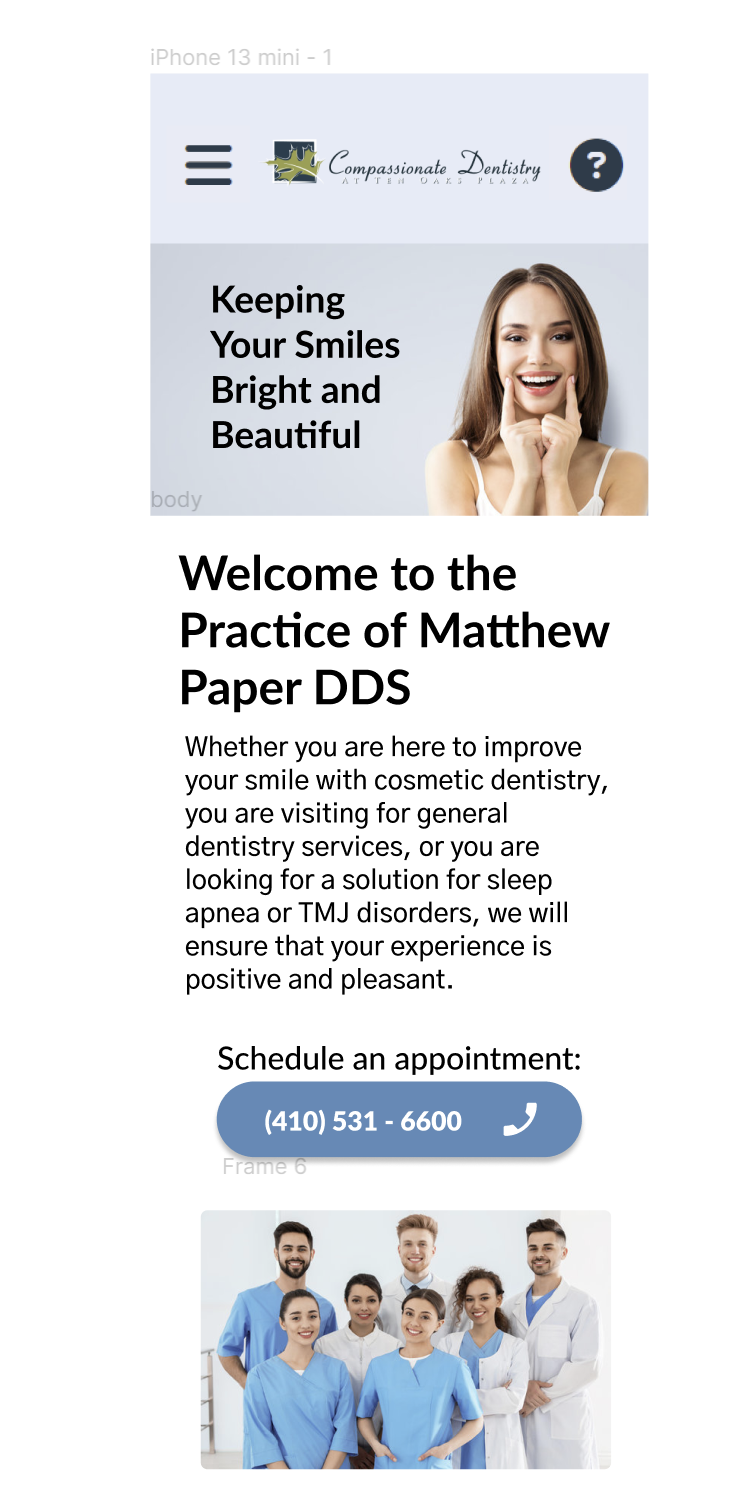 iPhone 13 mini - 1
Compassionate Dentistry
AT TEN OAKS PLAZA
?
Keeping
Your Smiles
Bright and
Beautiful
body
Welcome to the
Practice of Matthew
Paper DDS
Whether you are here to improve
your smile with cosmetic dentistry,
you are visiting for general
dentistry services, or you are
looking for a solution for sleep
apnea or TMJ disorders, we will
ensure that your experience is
positive and pleasant.
Schedule an appointment:
(410) 531 - 6600
Frame 6